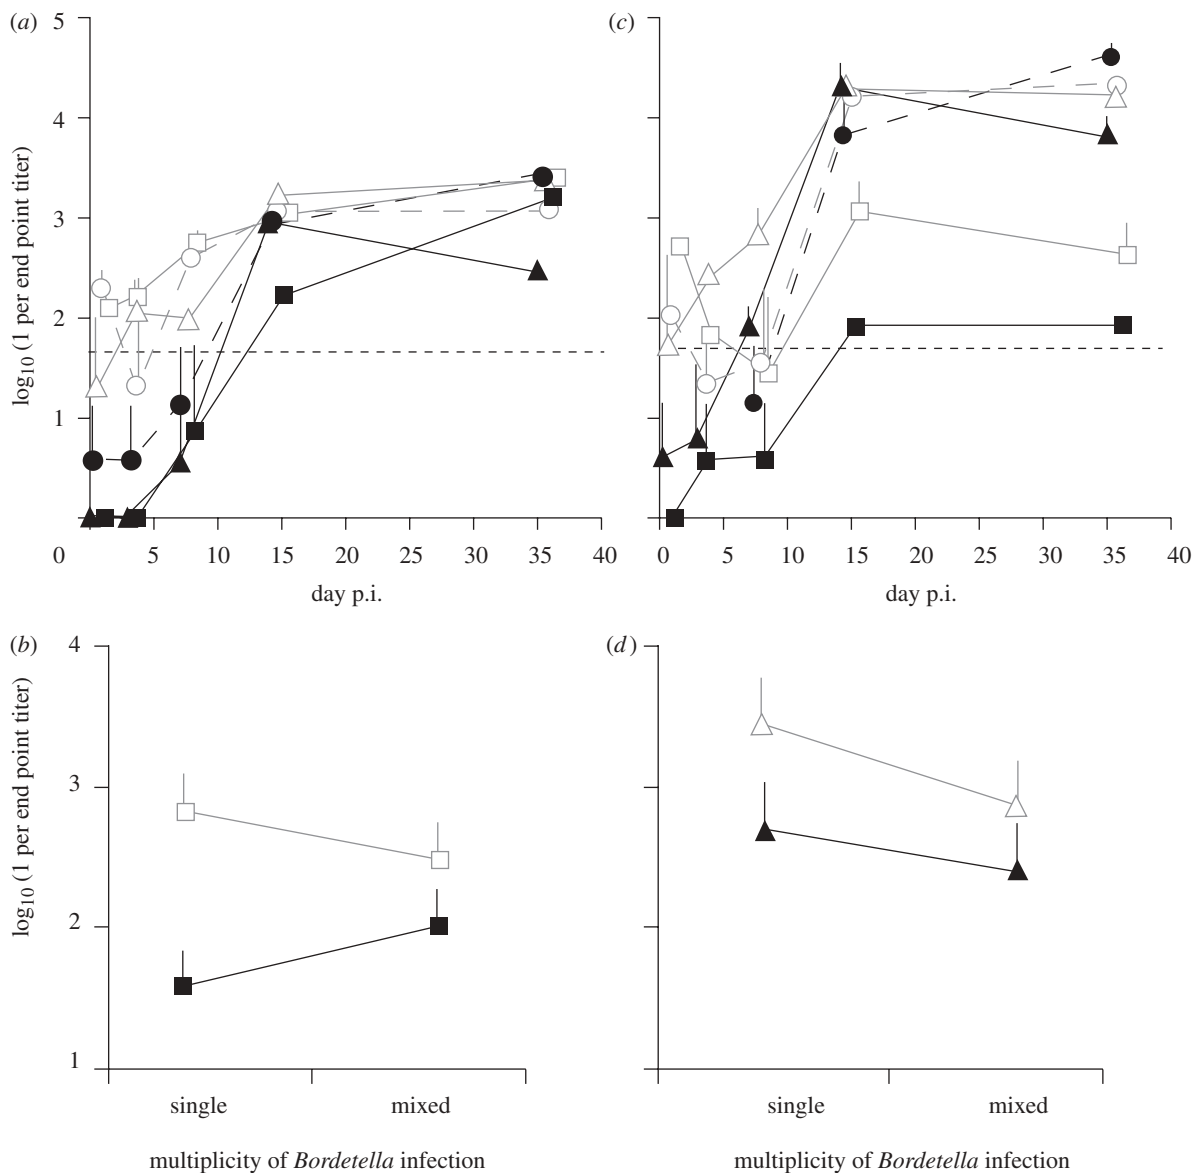 (a)
5
4
3
2
1
log10 (1 per end point titer)
0 5 10 15 20 25 30 35 40
day p.i.
(c)
0 5 10 15 20 25 30 35 40
day p.i.
(b)
4
3
2
1
log10 (1 per end point titer)
single mixed
multiplicity of Bordetella infection
(d)
single mixed
multiplicity of Bordetella infection